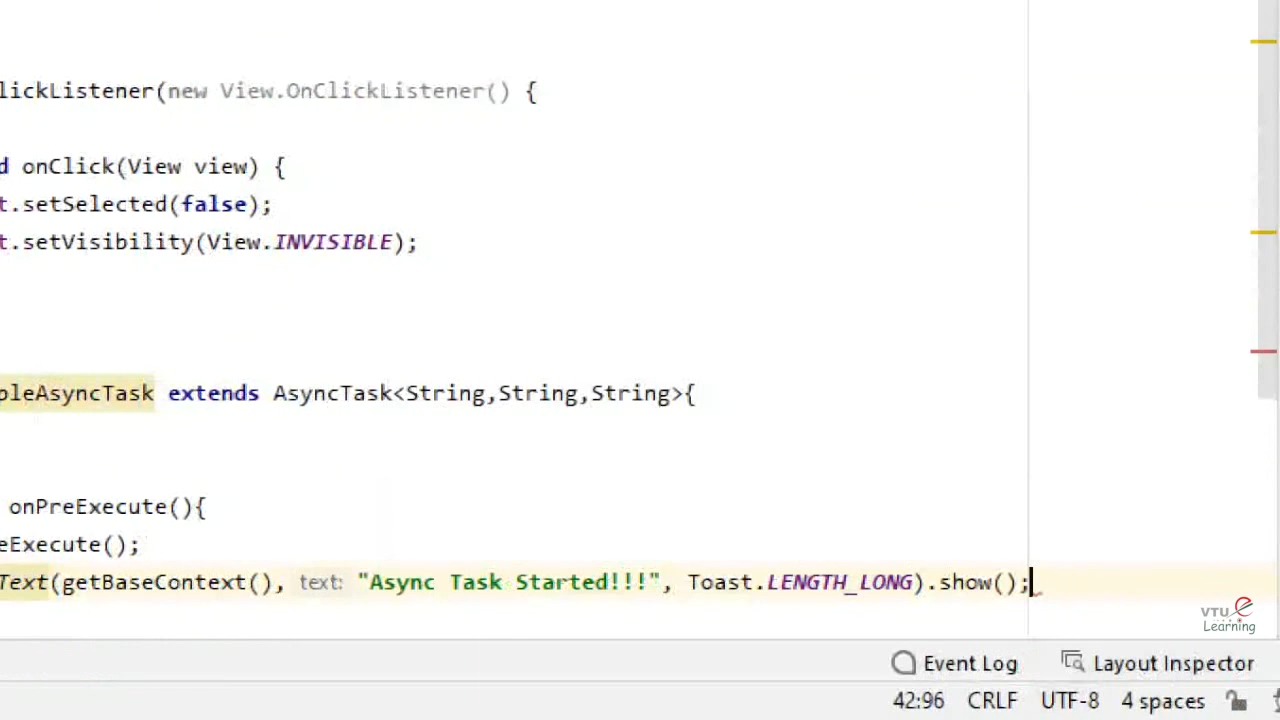 lickListener(new View.OnClickListener() {
d onClick(View view) {
t.setSelected(false);
t.setVisibility(View.INVISIBLE);
pleAsyncTask extends AsyncTask<String,String,String>{
onPreExecute(){
eExecute();
Text(getBaseContext(), text: "Async Task Started!!!", Toast.LENGTH_LONG).show();
VTU e
Learning
Event Log Layout Inspector
42:96 CRLF UTF-8 4 spaces